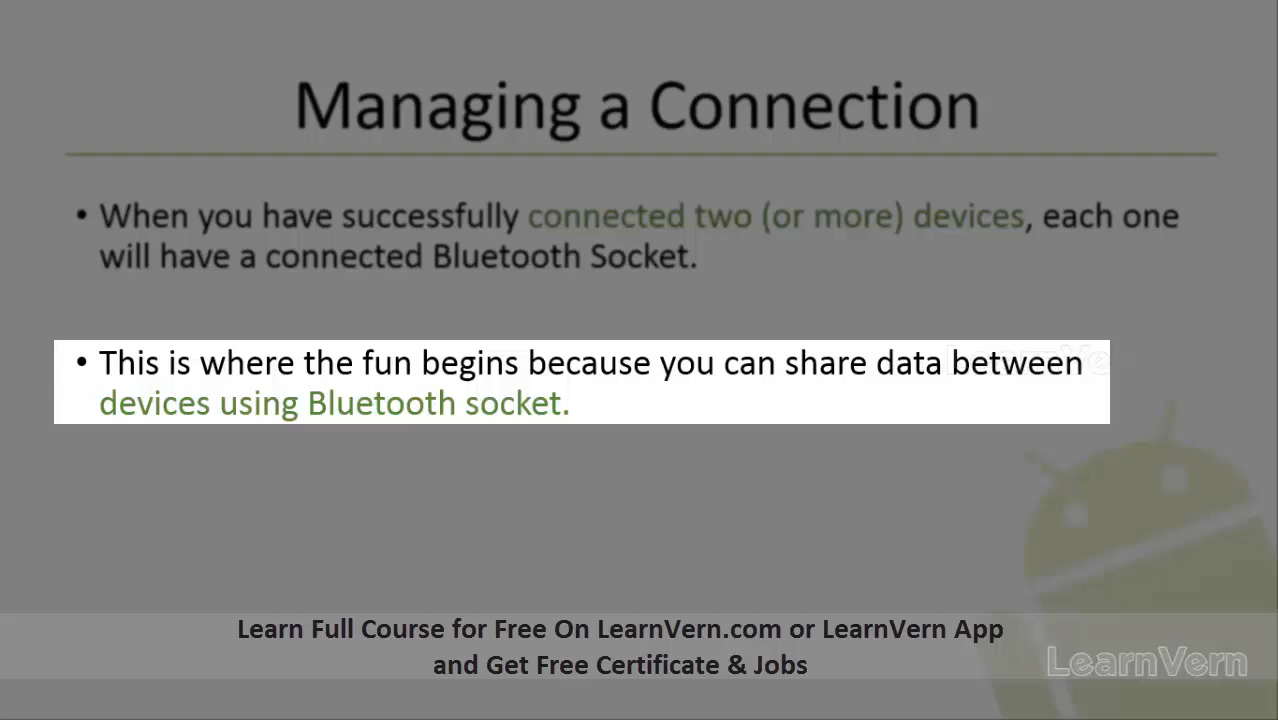 Managing a Connection
• When you have successfully connected two (or more) devices, each one
will have a connected Bluetooth Socket.
• This is where the fun begins because you can share data between
devices using Bluetooth socket.
Learn Full Course for Free On LearnVern.com or LearnVern App
and Get Free Certificate & Jobs
LearnVern